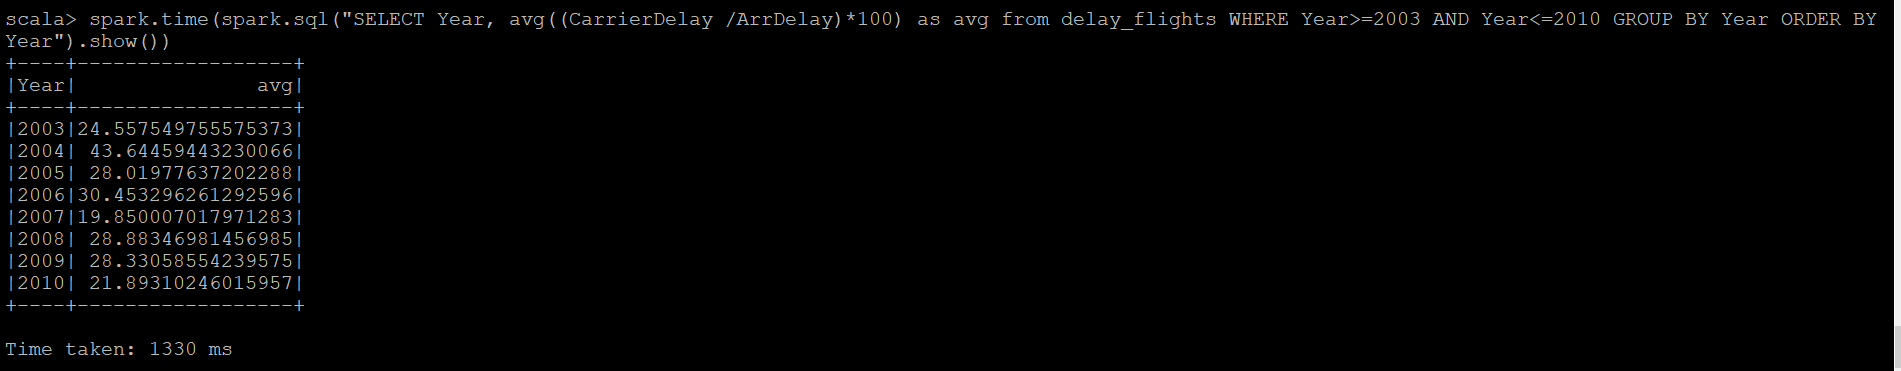 scala> spark.time(spark.sql("SELECT Year, avg((CarrierDelay /ArrDelay)*100) as avg from delay_flights WHERE Year>=2003 AND Year<=2010 GROUP BY Year ORDER BY
Year").show())
+----+------------------+
|Year|               avg|
+----+------------------+
|2003|24.557549755575373|
|2004| 43.64459443230066|
|2005| 28.01977637202288|
|2006|30.453296261292596|
|2007|19.850007017971283|
|2008| 28.88346981456985|
|2009| 28.33058554239575|
|2010| 21.89310246015957|
+----+------------------+
Time taken: 1330 ms